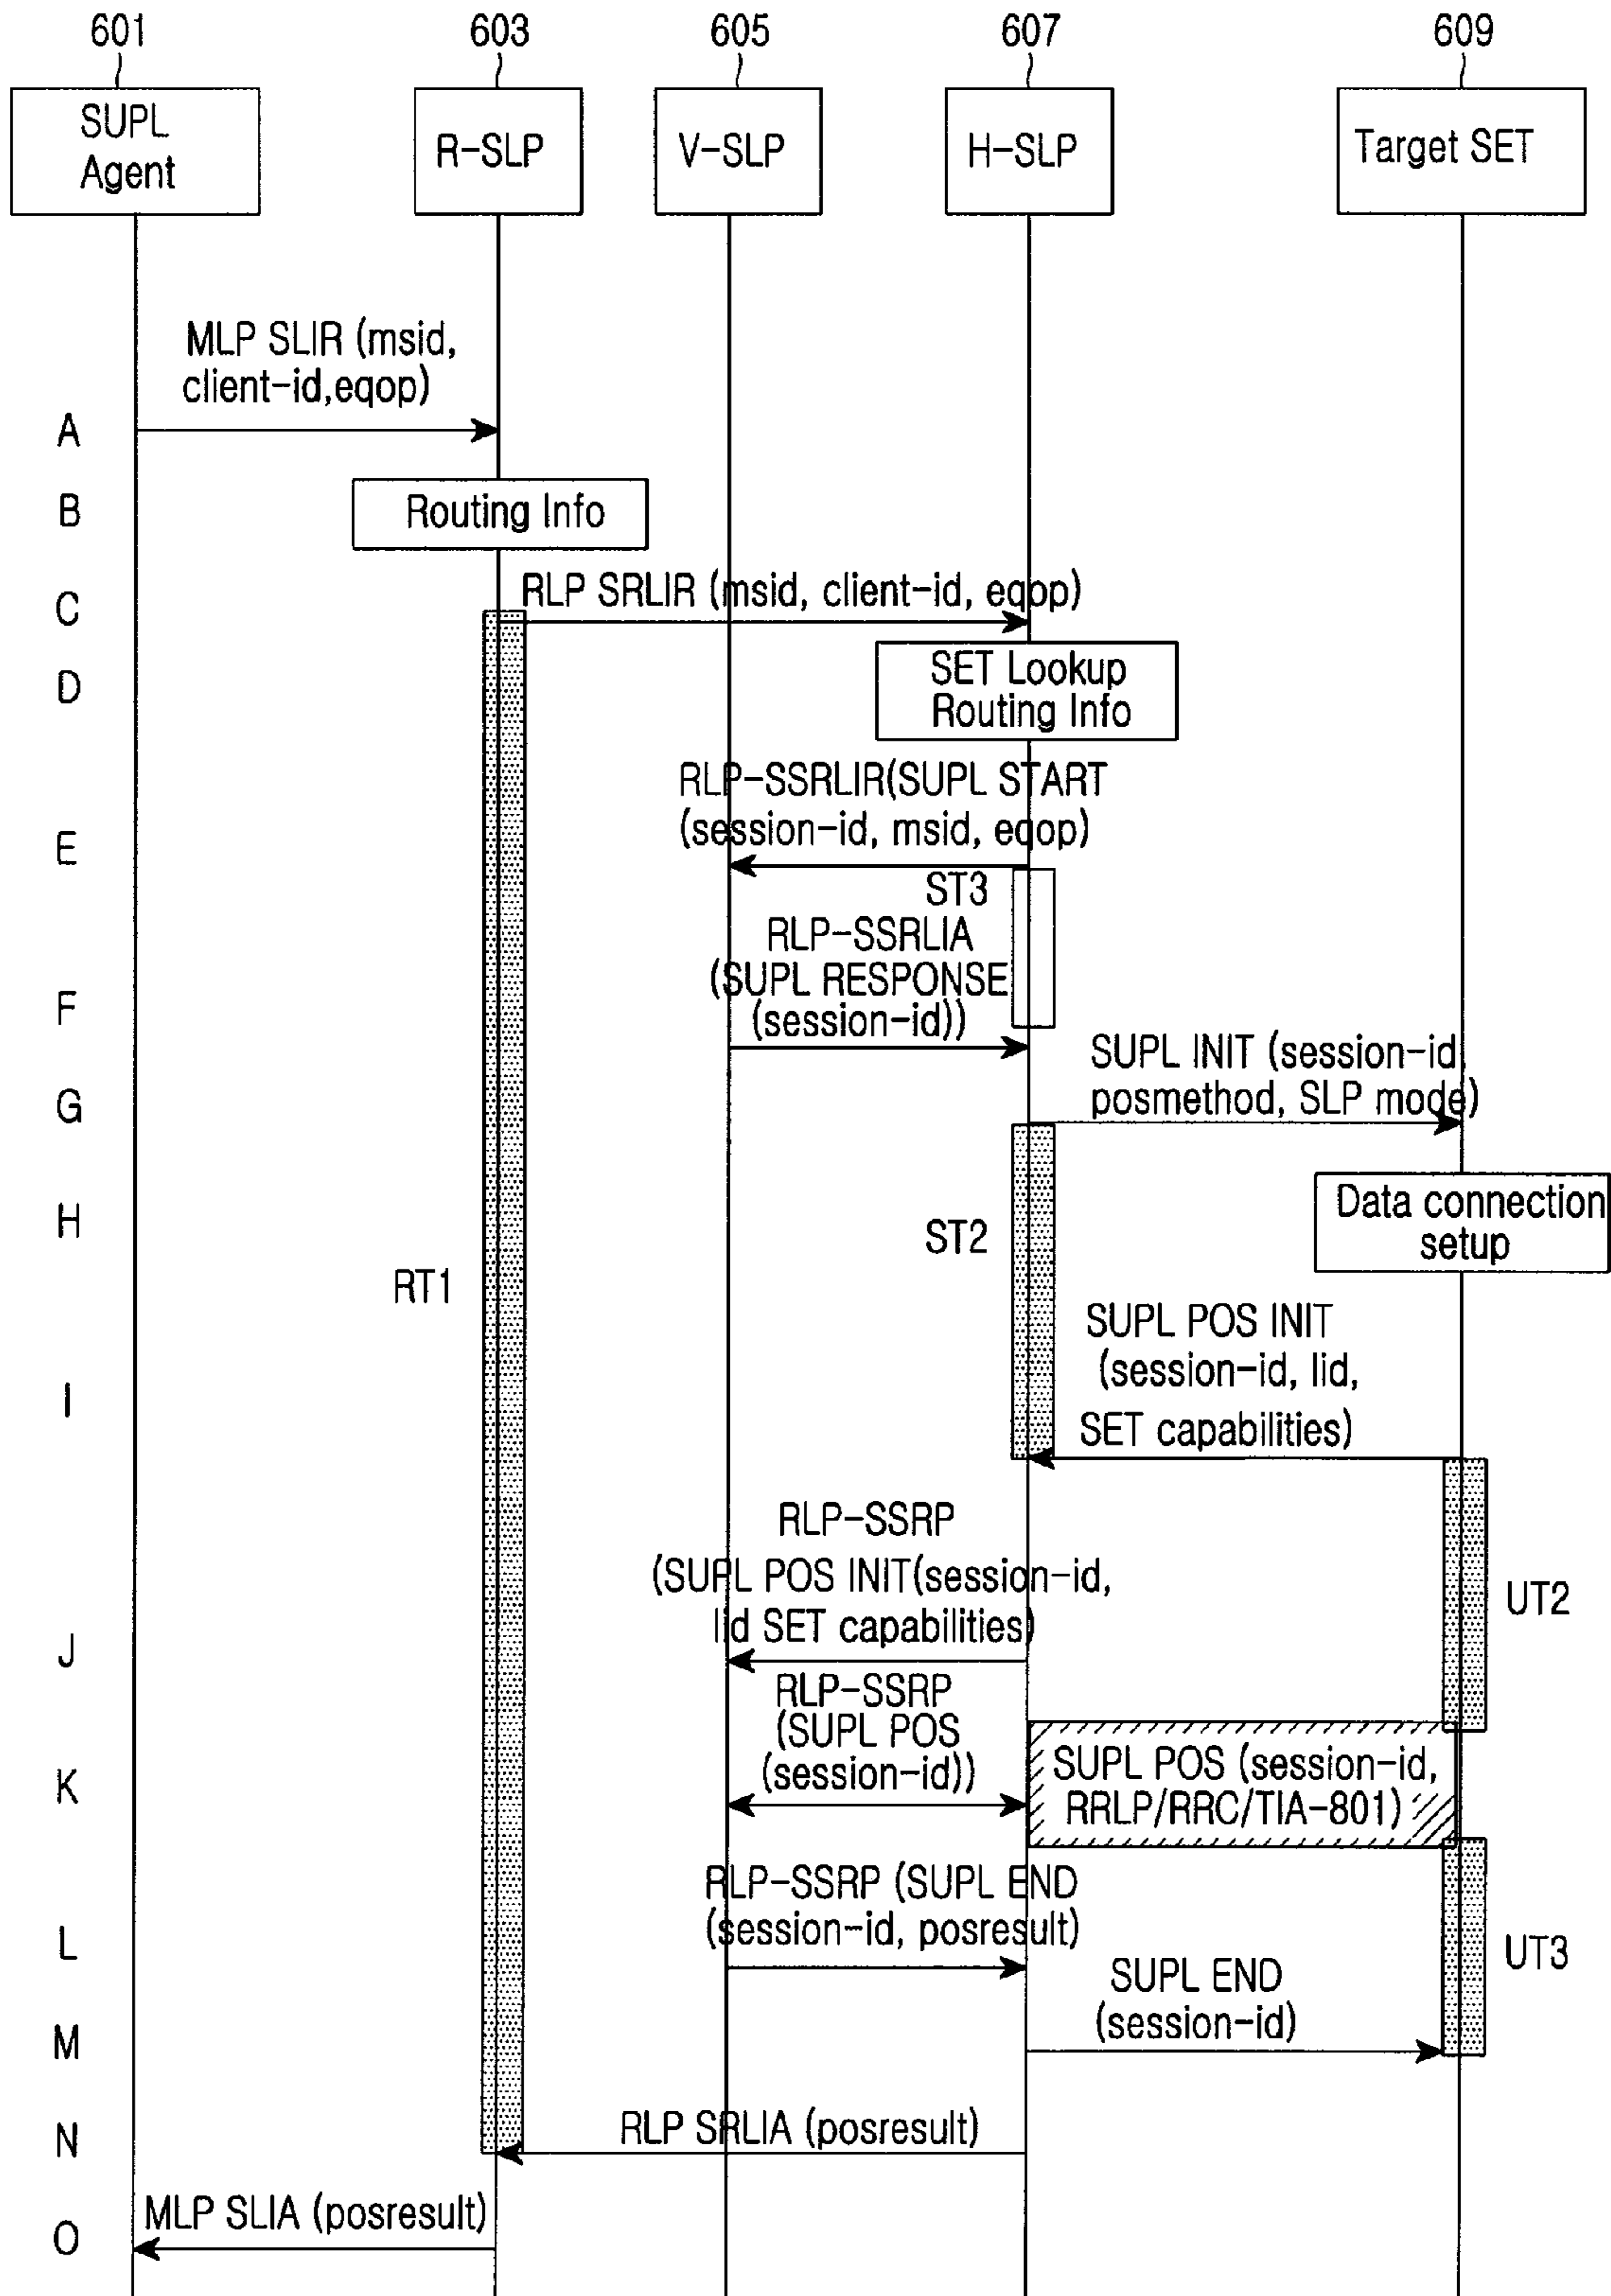 601
603
605
607
609
SUPL
Agent
R-SLP
V-SLP
H-SLP
Target SET
MLP SLIR (msid,
client-id,eqop)
A
B
Routing Info
C
RLP SRLIR (msid, client-id, eqop)
D
SET Lookup
Routing Info
RLP-SSRLIR(SUPL START
(session-id, msid, eqop)
E
ST3
RLP-SSRLIA
(SUPL RESPONSE
(session-id))
F
SUPL INIT (session-id,
posmethod, SLP mode)
G
H
Data connection
setup
ST2
RT1
SUPL POS INIT
(session-id, lid,
SET capabilities)
I
RLP-SSRP
(SUPL POS INIT(session-id,
lid SET capabilities)
UT2
J
RLP-SSRP
(SUPL POS
(session-id))
K
SUPL POS (session-id,
RRLP/RRC/TIA-801)
RLP-SSRP (SUPL END
(session-id, posresult)
L
UT3
SUPL END
(session-id)
M
N
RLP SRLIA (posresult)
MLP SLIA (posresult)
O